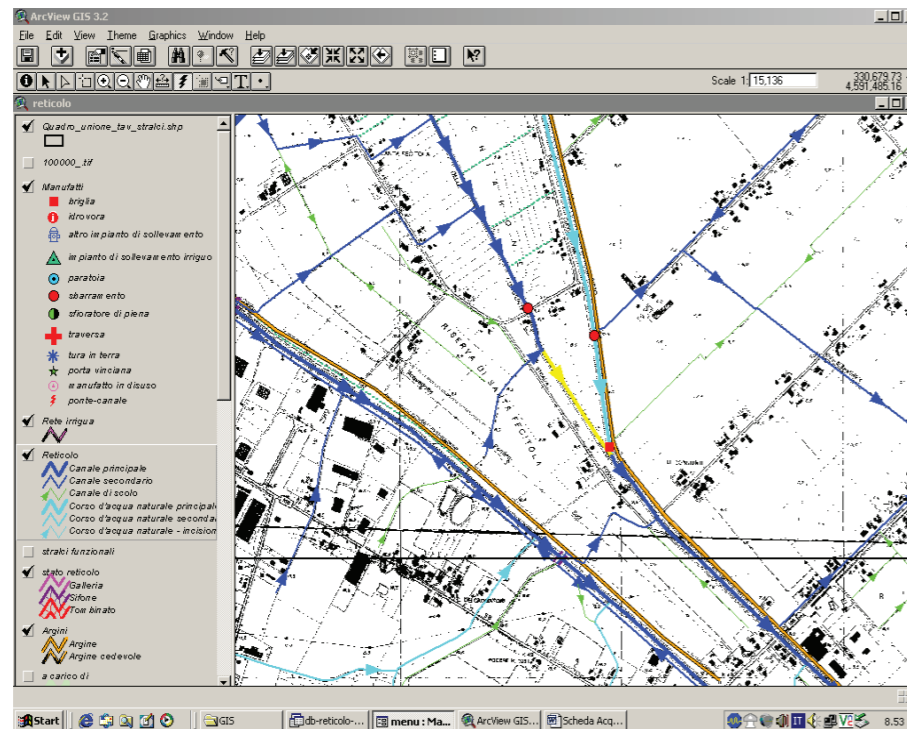 ArcView GIS 3.2
File Edit View Theme Graphics Window Help
Scale 1: 15,136
330,679.73
4,591,485.16
reticolo
Quadro_unione_tav_stralci.shp
100000_.tif
Manufatti
briglia
idrovora
altro impianto di sollevamento
impianto di sollevamento irriguo
paratoia
sbarramento
sfioratore di piena
traversa
tura in terra
porta vinciana
manufatto in disuso
ponte-canale
Rete irrigua
Reticolo
Canale principale
Canale secondario
Canale di scolo
Corso d'acqua naturale principal
Corso d'acqua naturale seconda
Corso d'acqua naturale - incision
stralci funzionali
stato reticolo
Galleria
Sifone
Tombinato
Argini
Argine
Argine cedevole
a carico di
RISERVA DI
Start GIS db-reticolo-... menu : Ma... ArcView GIS... Scheda Acq... IT 8.53